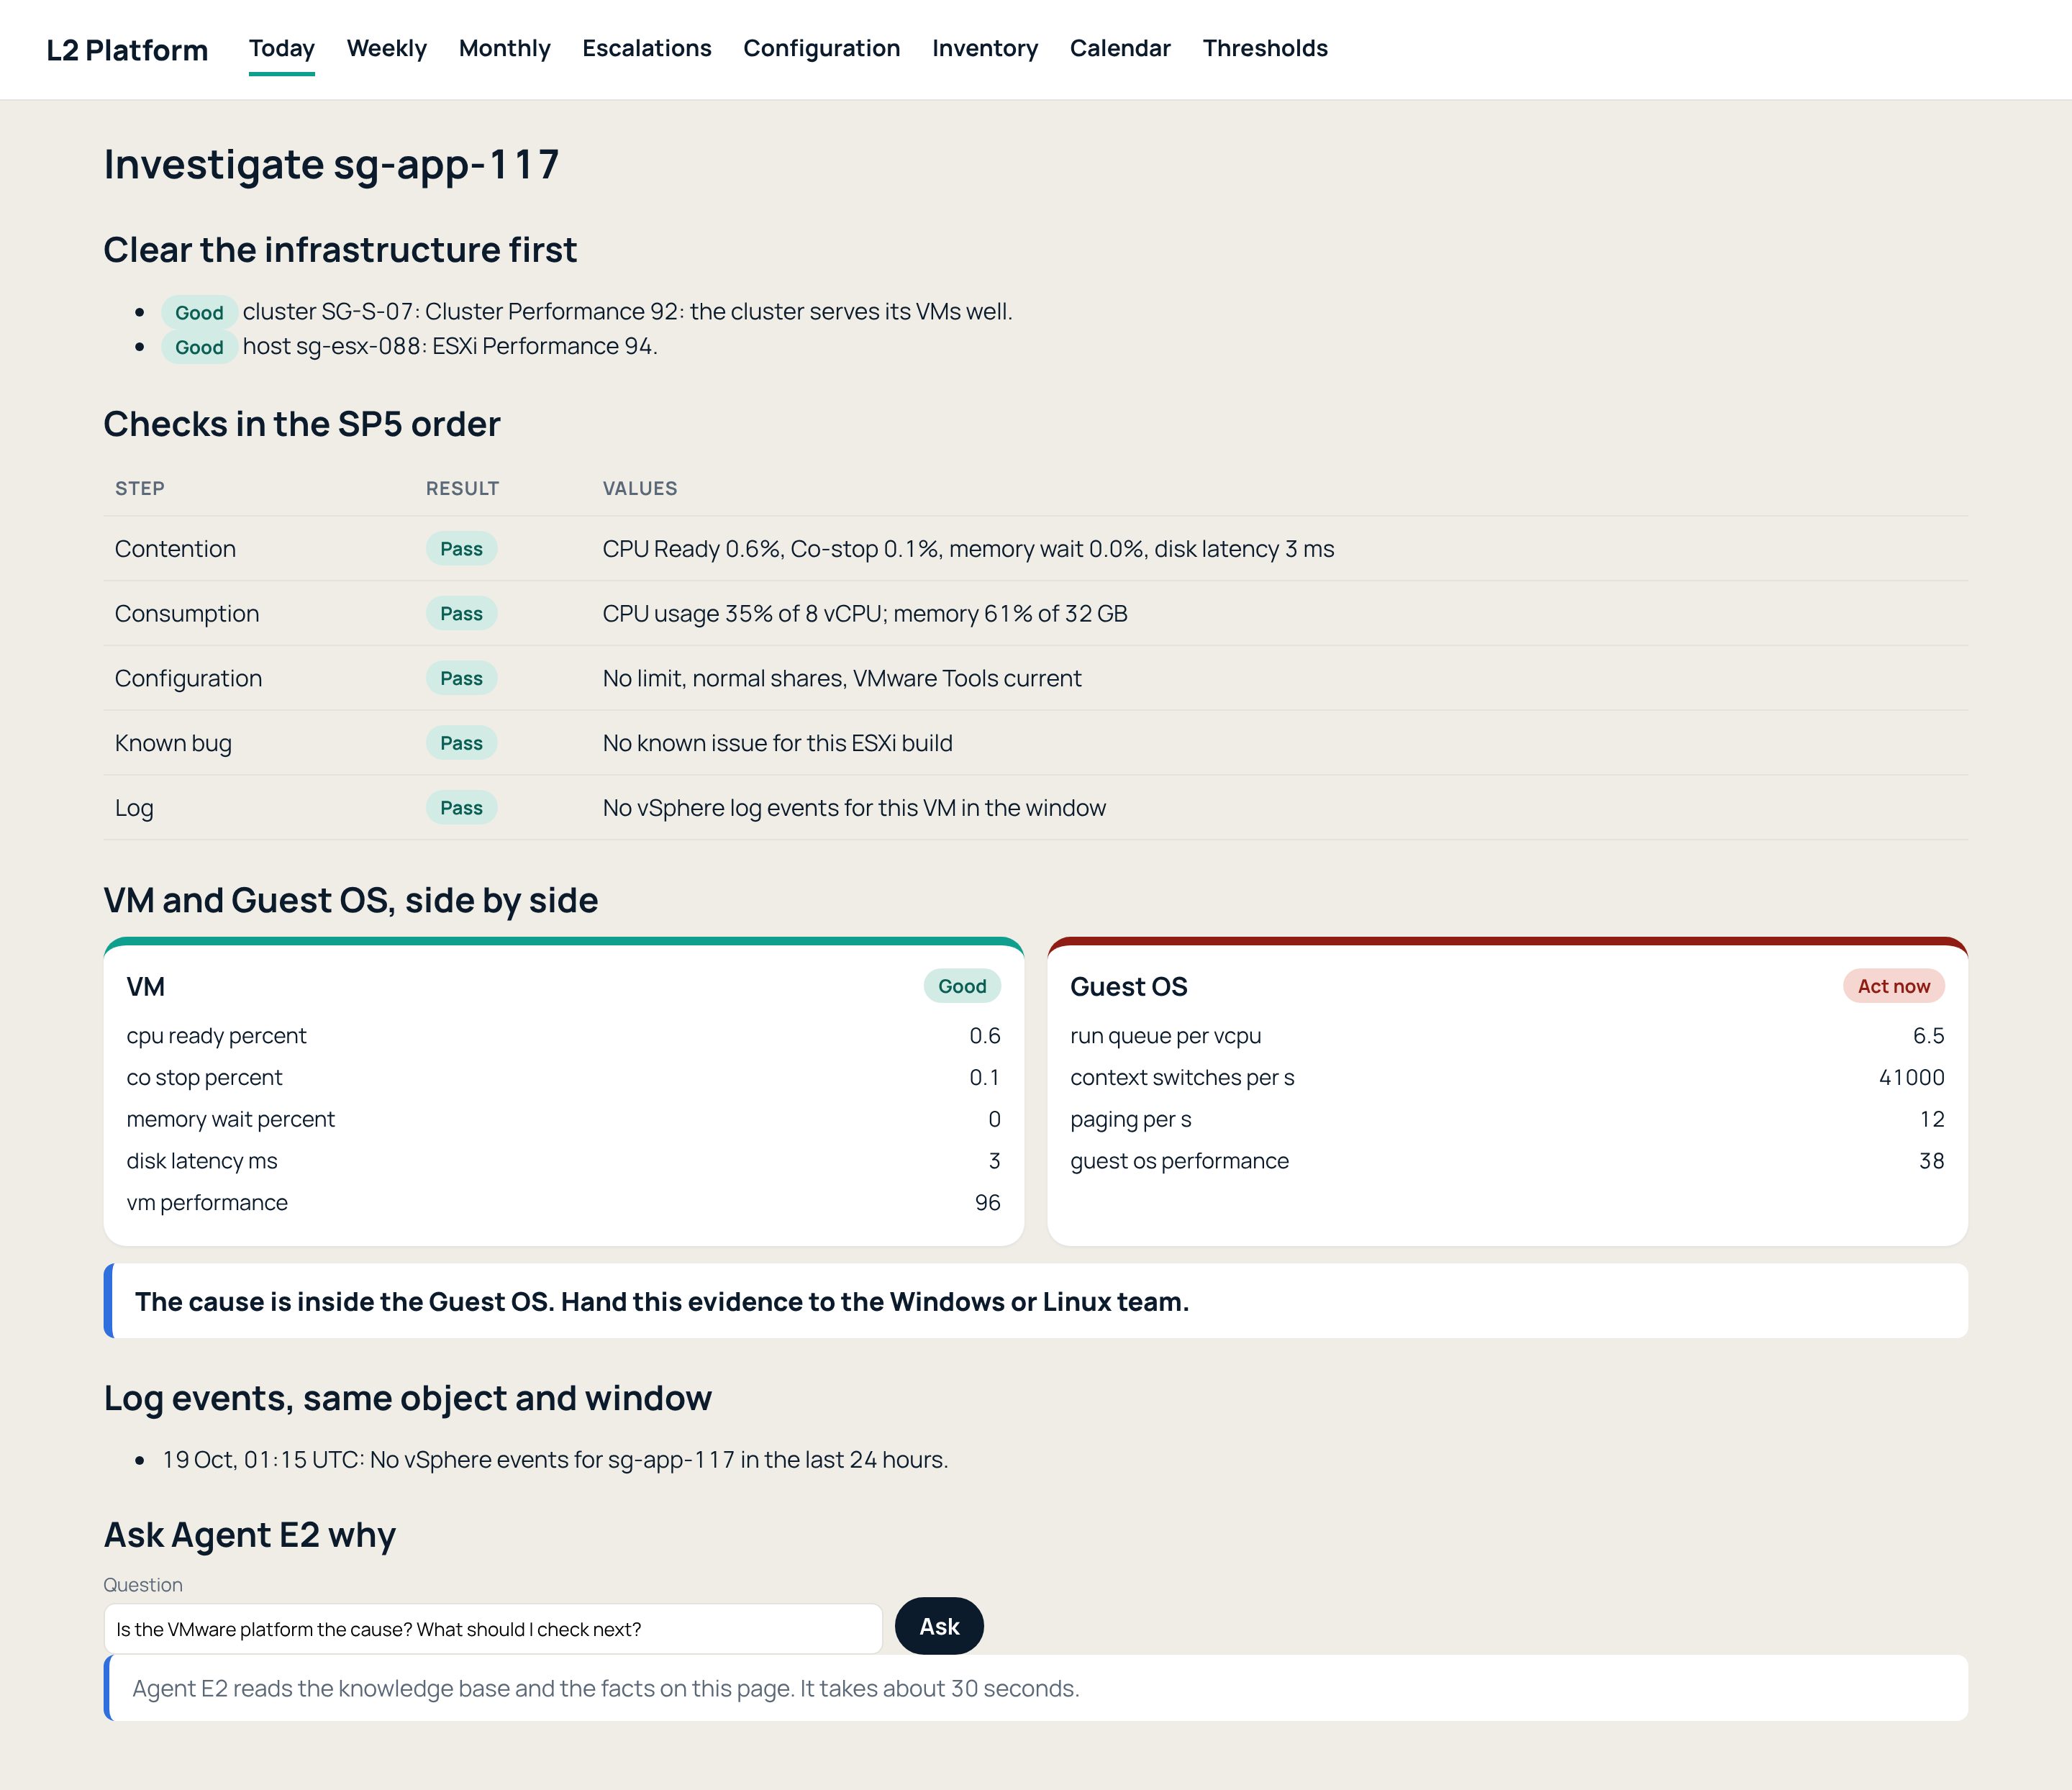 L2 Platform Today Weekly Monthly Escalations Configuration Inventory Calendar Thresholds
Investigate sg-app-117
Clear the infrastructure first
Good cluster SG-S-07: Cluster Performance 92: the cluster serves its VMs well.
Good host sg-esx-088: ESXi Performance 94.
Checks in the SP5 order
STEP RESULT VALUES
Contention Pass CPU Ready 0.6%, Co-stop 0.1%, memory wait 0.0%, disk latency 3 ms
Consumption Pass CPU usage 35% of 8 vCPU; memory 61% of 32 GB
Configuration Pass No limit, normal shares, VMware Tools current
Known bug Pass No known issue for this ESXi build
Log Pass No vSphere log events for this VM in the window
VM and Guest OS, side by side
VM Good
cpu ready percent 0.6
co stop percent 0.1
memory wait percent 0
disk latency ms 3
vm performance 96
Guest OS Act now
run queue per vcpu 6.5
context switches per s 41000
paging per s 12
guest os performance 38
The cause is inside the Guest OS. Hand this evidence to the Windows or Linux team.
Log events, same object and window
19 Oct, 01:15 UTC: No vSphere events for sg-app-117 in the last 24 hours.
Ask Agent E2 why
Question
Is the VMware platform the cause? What should I check next? Ask
Agent E2 reads the knowledge base and the facts on this page. It takes about 30 seconds.